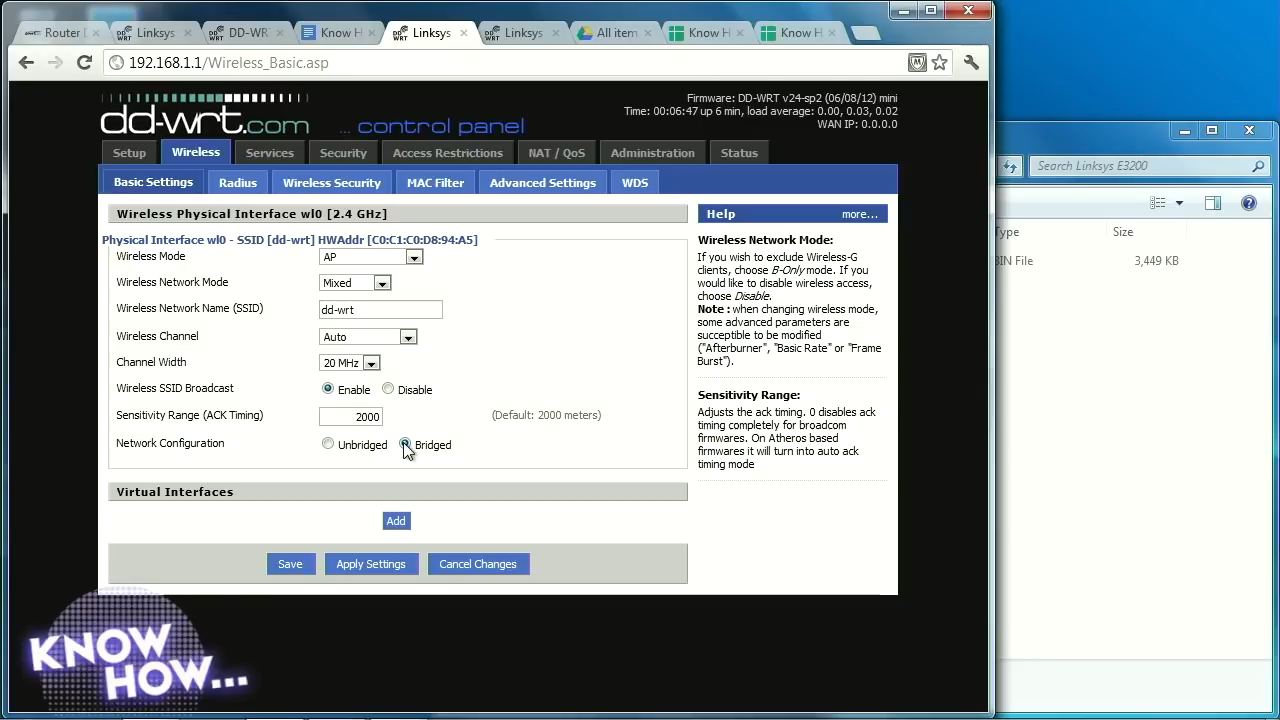 Router
Linksys
DD-WRT
Know H
Linksys
Linksys
All item
Know H
Know H
192.168.1.1/Wireless_Basic.asp
dd-wrt.com ... control panel
Firmware: DD-WRT v24-sp2 (06/08/12) mini
Time: 00:06:47 up 6 min, load average: 0.00, 0.03, 0.02
WAN IP: 0.0.0.0
Setup Wireless Services Security Access Restrictions NAT / QoS Administration Status
Basic Settings Radius Wireless Security MAC Filter Advanced Settings WDS
Wireless Physical Interface wl0 [2.4 GHz]
Physical Interface wl0 - SSID [dd-wrt] HWAddr [C0:C1:C0:D8:94:A5]
Wireless Mode AP
Wireless Network Mode Mixed
Wireless Network Name (SSID) dd-wrt
Wireless Channel Auto
Channel Width 20 MHz
Wireless SSID Broadcast Enable Disable
Sensitivity Range (ACK Timing) 2000 (Default: 2000 meters)
Network Configuration Unbridged Bridged
Virtual Interfaces
Add
Save Apply Settings Cancel Changes
Help more...
Wireless Network Mode:
If you wish to exclude Wireless-G
clients, choose B-Only mode. If you
would like to disable wireless access,
choose Disable.
Note : when changing wireless mode,
some advanced parameters are
susceptible to be modified
("Afterburner", "Basic Rate" or "Frame
Burst").
Sensitivity Range:
Adjusts the ack timing. 0 disables ack
timing completely for broadcom
firmwares. On Atheros based
firmwares it will turn into auto ack
timing mode
Search Linksys E3200
Type Size
BIN File 3,449 KB
KNOW
HOW...